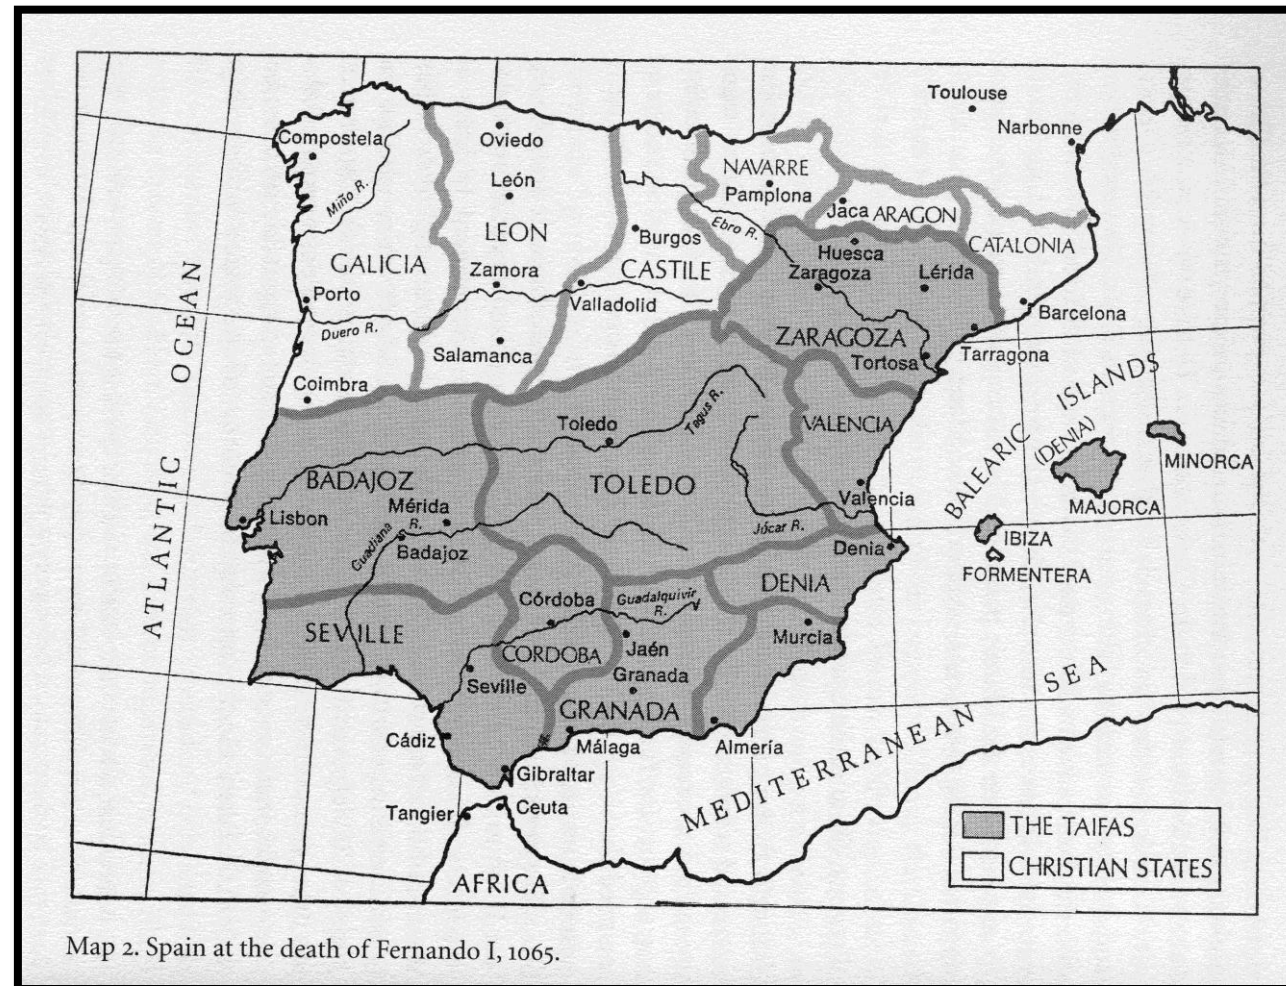 Toulouse
Narbonne
Compostela
Oviedo
Miño R.
León
NAVARRE
Pamplona
Jaca
ARAGON
LEON
Burgos
Ebro R.
Huesca
CATALONIA
GALICIA
Zamora
CASTILE
Zaragoza
Lérida
Porto
Valladolid
Barcelona
Duero R.
ZARAGOZA
Salamanca
Tortosa
Tarragona
Coimbra
ATLANTIC OCEAN
Toledo
Tagus R.
VALENCIA
BALEARIC ISLANDS
(DENIA)
MINORCA
BADAJOZ
TOLEDO
Valencia
MAJORCA
Lisbon
Mérida
Guadiana R.
Badajoz
Júcar R.
Denia
IBIZA
FORMENTERA
DENIA
Córdoba
Guadalquivir R.
SEVILLE
Jaén
Murcia
CORDOBA
Seville
Granada
GRANADA
Cádiz
Málaga
Almería
MEDITERRANEAN SEA
Gibraltar
Tangier
Ceuta
AFRICA
THE TAIFAS
CHRISTIAN STATES
Map 2. Spain at the death of Fernando I, 1065.